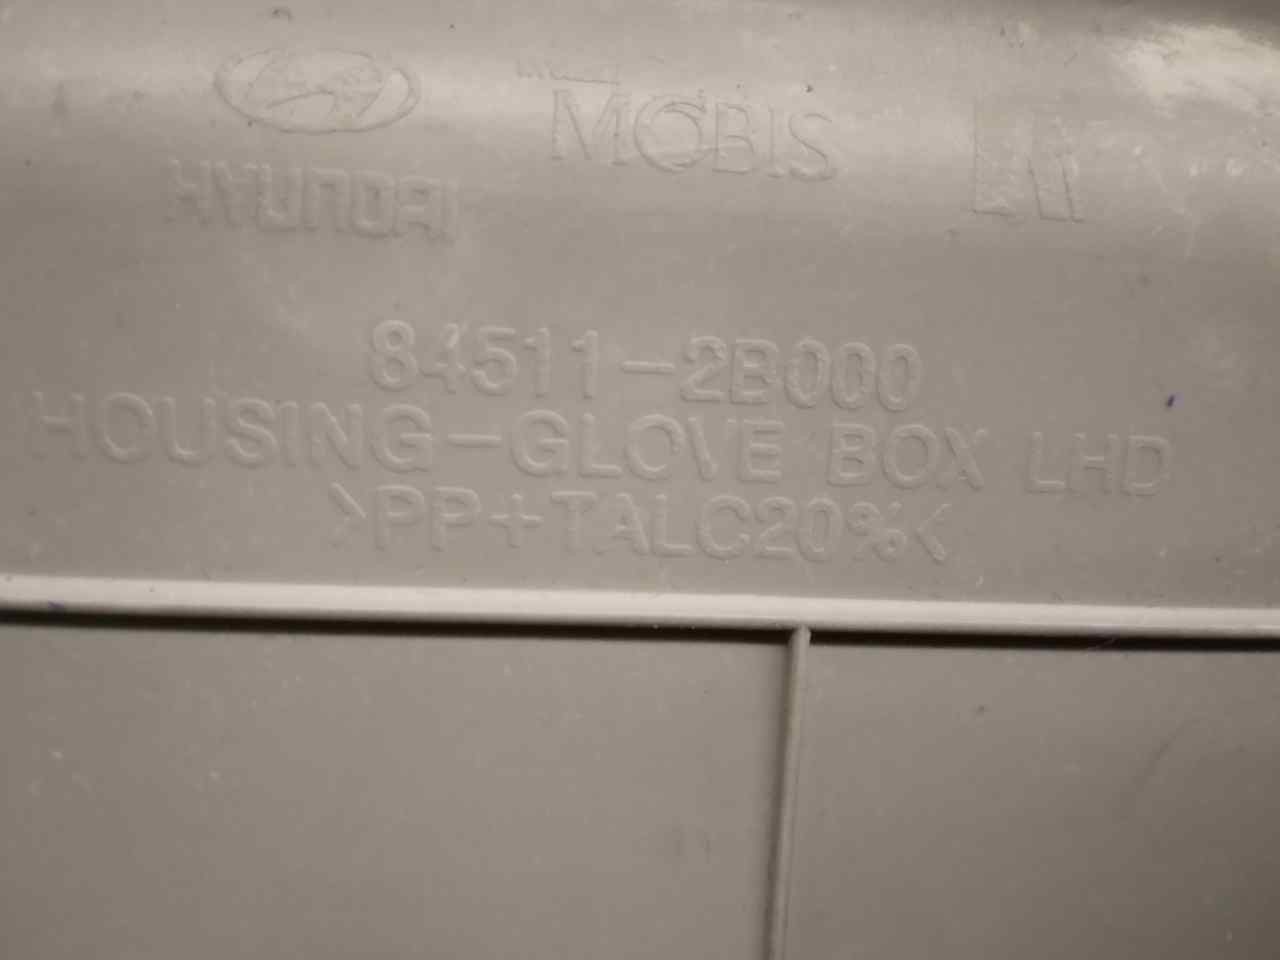 MOBIS
HYUNDAI
84511-2B000
HOUSING-GLOVE BOX LHD
>PP+TALC20%<